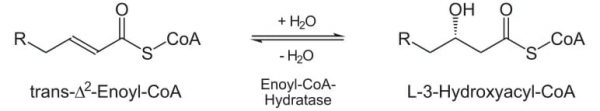 O
R
S
CoA
+ H₂O
- H₂O
Enoyl-CoA-
Hydratase
OH
O
R
S
CoA
trans-Δ²-Enoyl-CoA
L-3-Hydroxyacyl-CoA